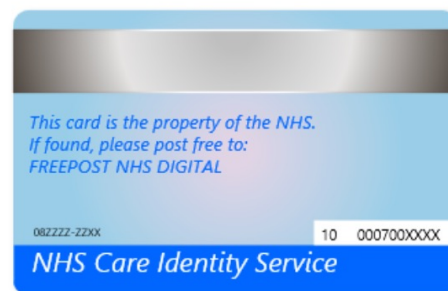 This card is the property of the NHS.
If found, please post free to:
FREEPOST NHS DIGITAL
08ZZZZ-ZZXX
10 000700XXXX
NHS Care Identity Service